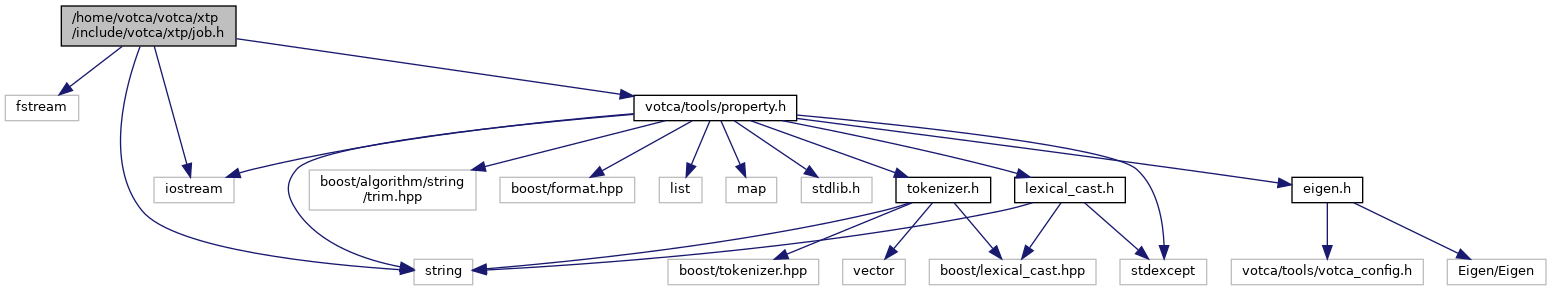 /home/votca/votca/xtp
/include/votca/xtp/job.h
fstream
votca/tools/property.h
iostream
boost/algorithm/string
/trim.hpp
boost/format.hpp
list
map
stdlib.h
tokenizer.h
lexical_cast.h
eigen.h
string
boost/tokenizer.hpp
vector
boost/lexical_cast.hpp
stdexcept
votca/tools/votca_config.h
Eigen/Eigen